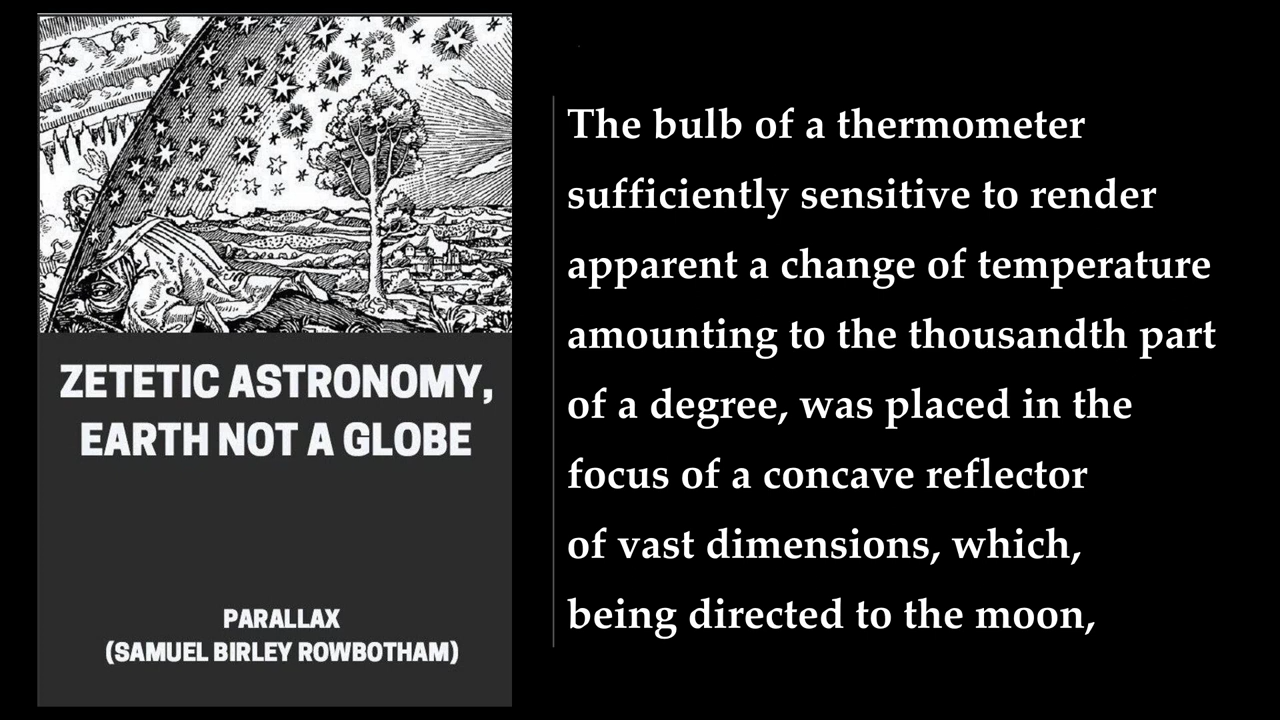 ZETETIC ASTRONOMY,
EARTH NOT A GLOBE
PARALLAX
(SAMUEL BIRLEY ROWBOTHAM)
The bulb of a thermometer
sufficiently sensitive to render
apparent a change of temperature
amounting to the thousandth part
of a degree, was placed in the
focus of a concave reflector
of vast dimensions, which,
being directed to the moon,